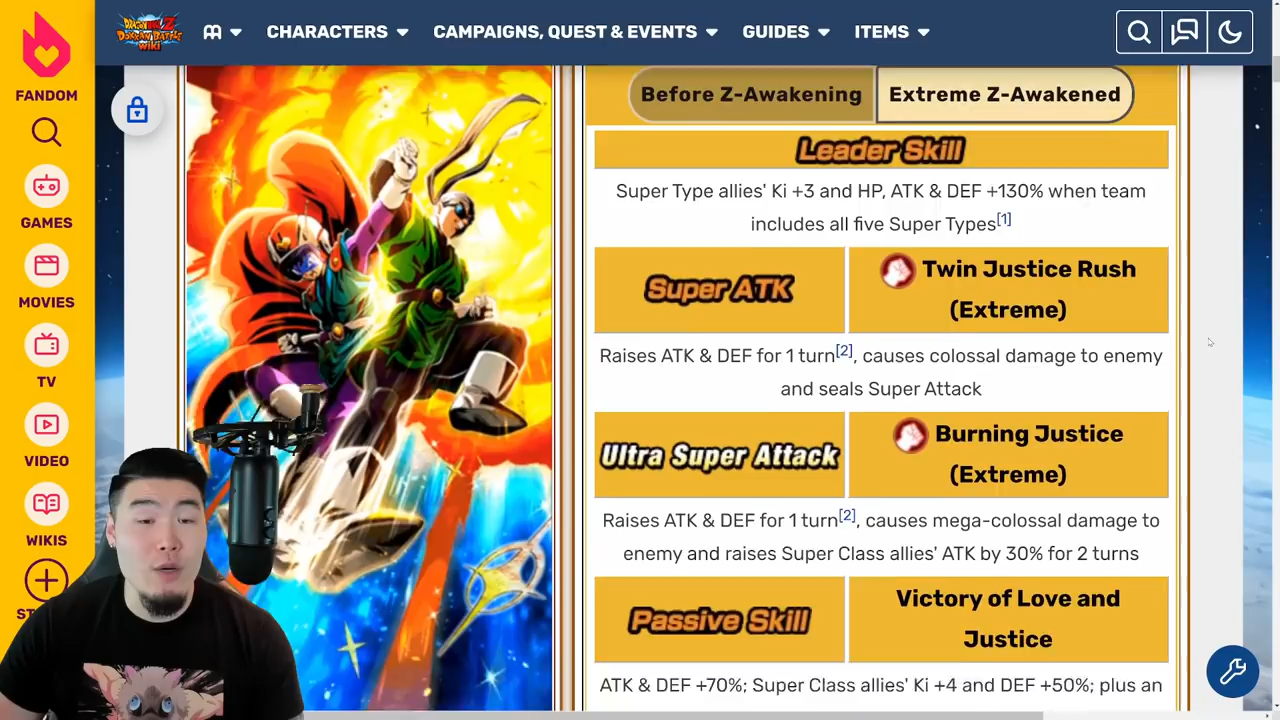 DRAGON BALL Z
DOKKAN BATTLE
WIKI
CHARACTERS
CAMPAIGNS, QUEST & EVENTS
GUIDES
ITEMS
FANDOM
GAMES
MOVIES
TV
VIDEO
WIKIS
Before Z-Awakening
Extreme Z-Awakened
Leader Skill
Super Type allies' Ki +3 and HP, ATK & DEF +130% when team
includes all five Super Types[1]
Super ATK
Twin Justice Rush
(Extreme)
Raises ATK & DEF for 1 turn[2], causes colossal damage to enemy
and seals Super Attack
Ultra Super Attack
Burning Justice
(Extreme)
Raises ATK & DEF for 1 turn[2], causes mega-colossal damage to
enemy and raises Super Class allies' ATK by 30% for 2 turns
Passive Skill
Victory of Love and
Justice
ATK & DEF +70%; Super Class allies' Ki +4 and DEF +50%; plus an